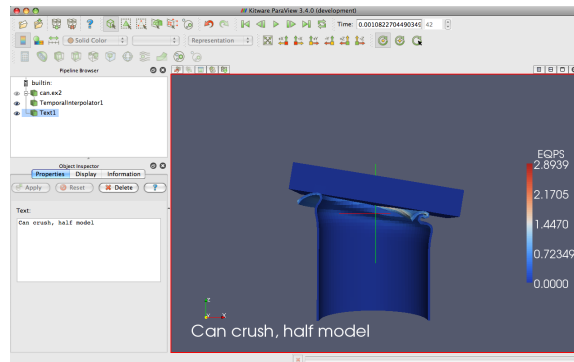 Kitware ParaView 3.4.0 (development)
Time: 0.0010822704490349 42
Solid Color
Representation
Pipeline Browser
builtin:
can.ex2
TemporalInterpolator1
Text1
Object Inspector
Properties Display Information
Apply Reset Delete ?
Text:
Can crush, half model
EQPS
2.8939
2.1705
1.4470
0.72349
0.0000
Can crush, half model